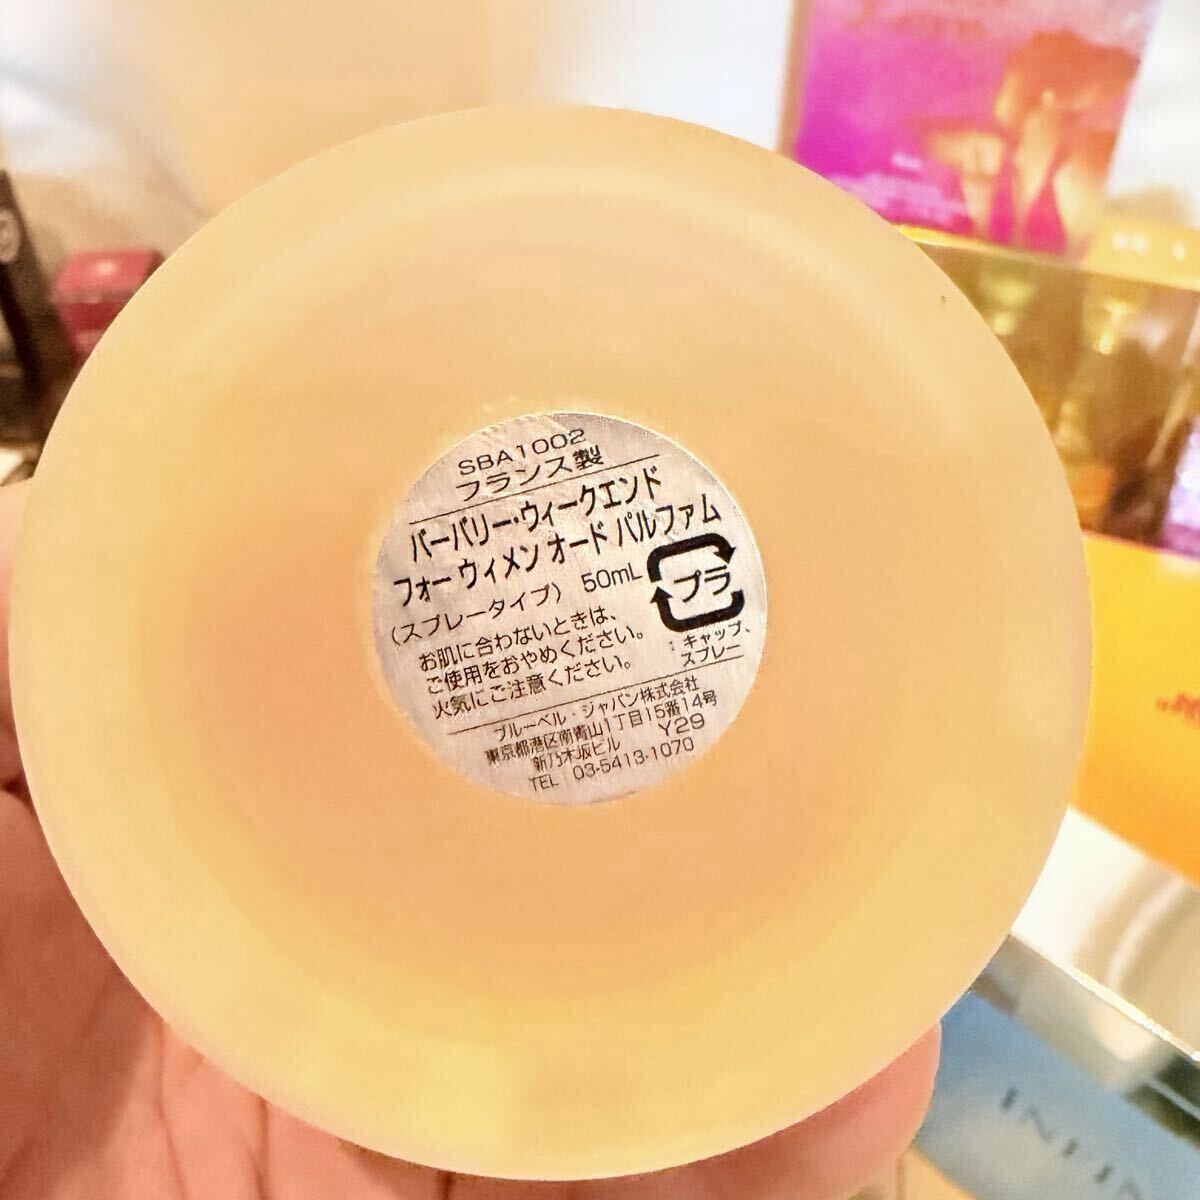 SBA1002
フランス製
バーバリー・ウィークエンド
フォー ウィメン オード パルファム
(スプレータイプ) 50mL
プラ
:キャップ、
スプレー
お肌に合わないときは、
ご使用をおやめください。
火気にご注意ください。
ブルーベル・ジャパン株式会社
東京都港区南青山1丁目15番14号
新乃木坂ビル Y29
TEL 03-5413-1070